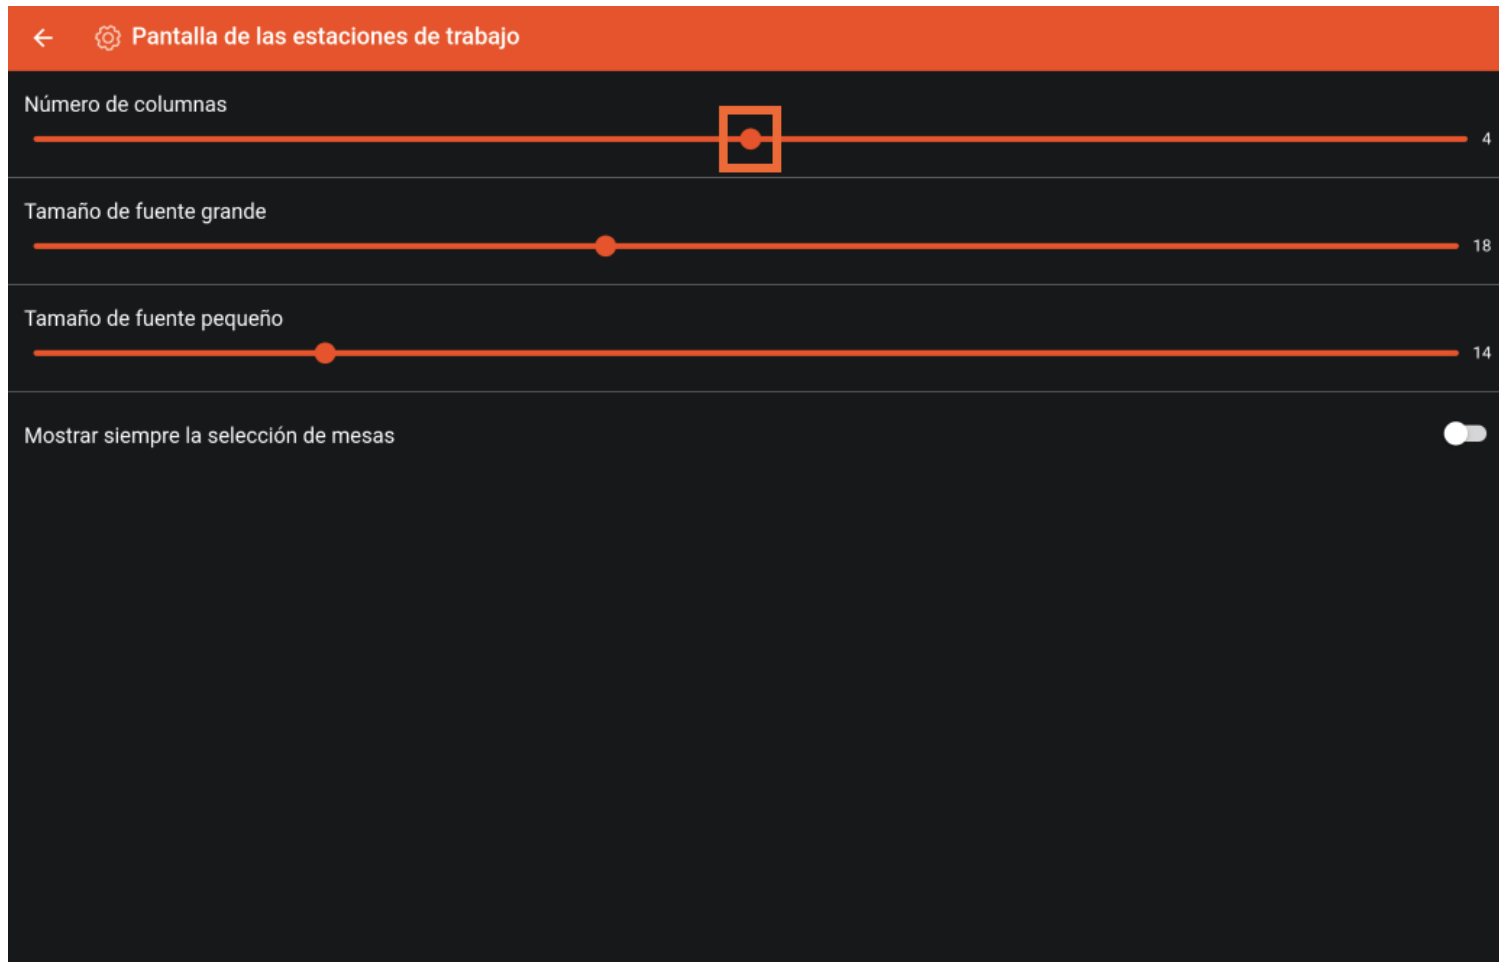 Pantalla de las estaciones de trabajo
Número de columnas
4
Tamaño de fuente grande
18
Tamaño de fuente pequeño
14
Mostrar siempre la selección de mesas